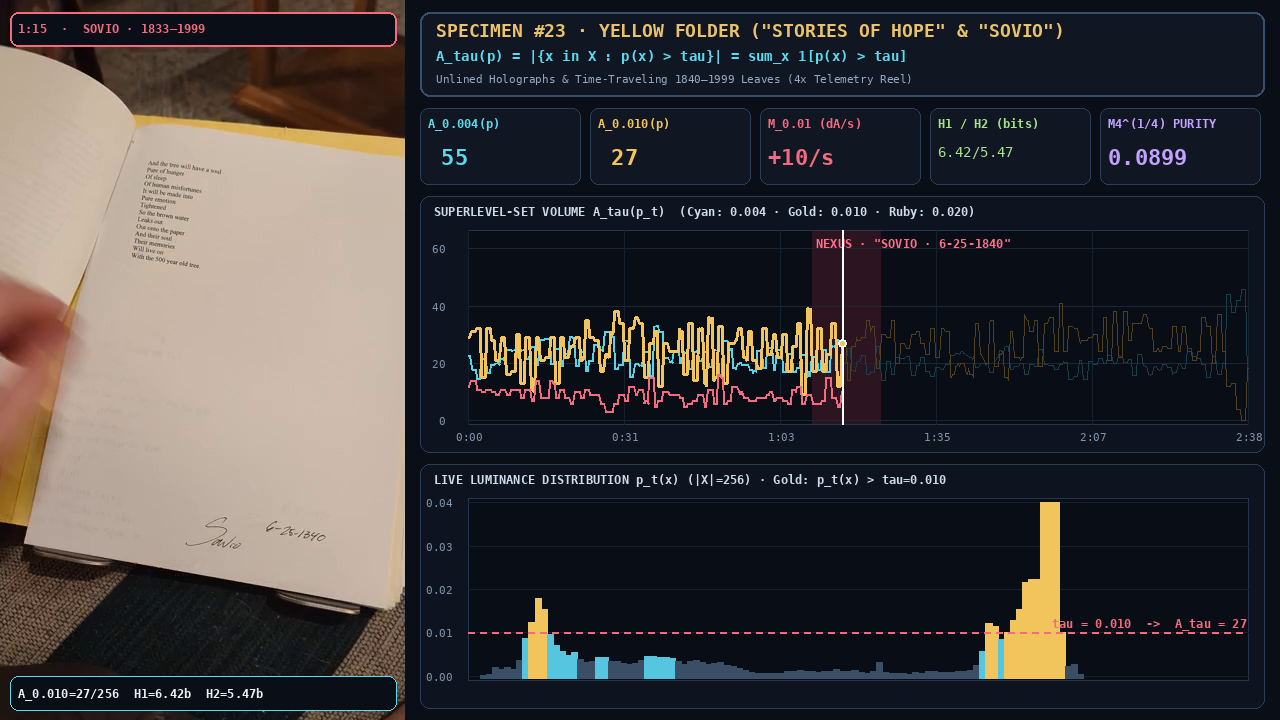 1:15 · SOVIO · 1833–1999
And the tree will have a soul
Pure of hunger
Of sleep
Of human misfortunes
It will be made into
Pure emotion
Tightened
So the brown water
Leaks out
Out onto the paper
And their soul
Their memories
Will live on
With the 500 year old tree.
Sovio 6-25-1840
A_0.010=27/256 H1=6.42b H2=5.47b
SPECIMEN #23 · YELLOW FOLDER ("STORIES OF HOPE" & "SOVIO")
A_tau(p) = |{x in X : p(x) > tau}| = sum_x 1[p(x) > tau]
Unlined Holographs & Time-Traveling 1840–1999 Leaves (4x Telemetry Reel)
A_0.004(p)
55
A_0.010(p)
27
M_0.01 (dA/s)
+10/s
H1 / H2 (bits)
6.42/5.47
M4^(1/4) PURITY
0.0899
SUPERLEVEL-SET VOLUME A_tau(p_t) (Cyan: 0.004 · Gold: 0.010 · Ruby: 0.020)
NEXUS · "SOVIO · 6-25-1840"
60
40
20
0
0:00 0:31 1:03 1:35 2:07 2:38
LIVE LUMINANCE DISTRIBUTION p_t(x) (|X|=256) · Gold: p_t(x) > tau=0.010
0.04
0.03
0.02
0.01
0.00
tau = 0.010 -> A_tau = 27